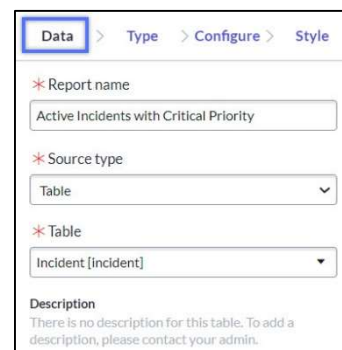 Data > Type > Configure > Style
* Report name
Active Incidents with Critical Priority
* Source type
Table
* Table
Incident [incident]
Description
There is no description for this table. To add a
description, please contact your admin.